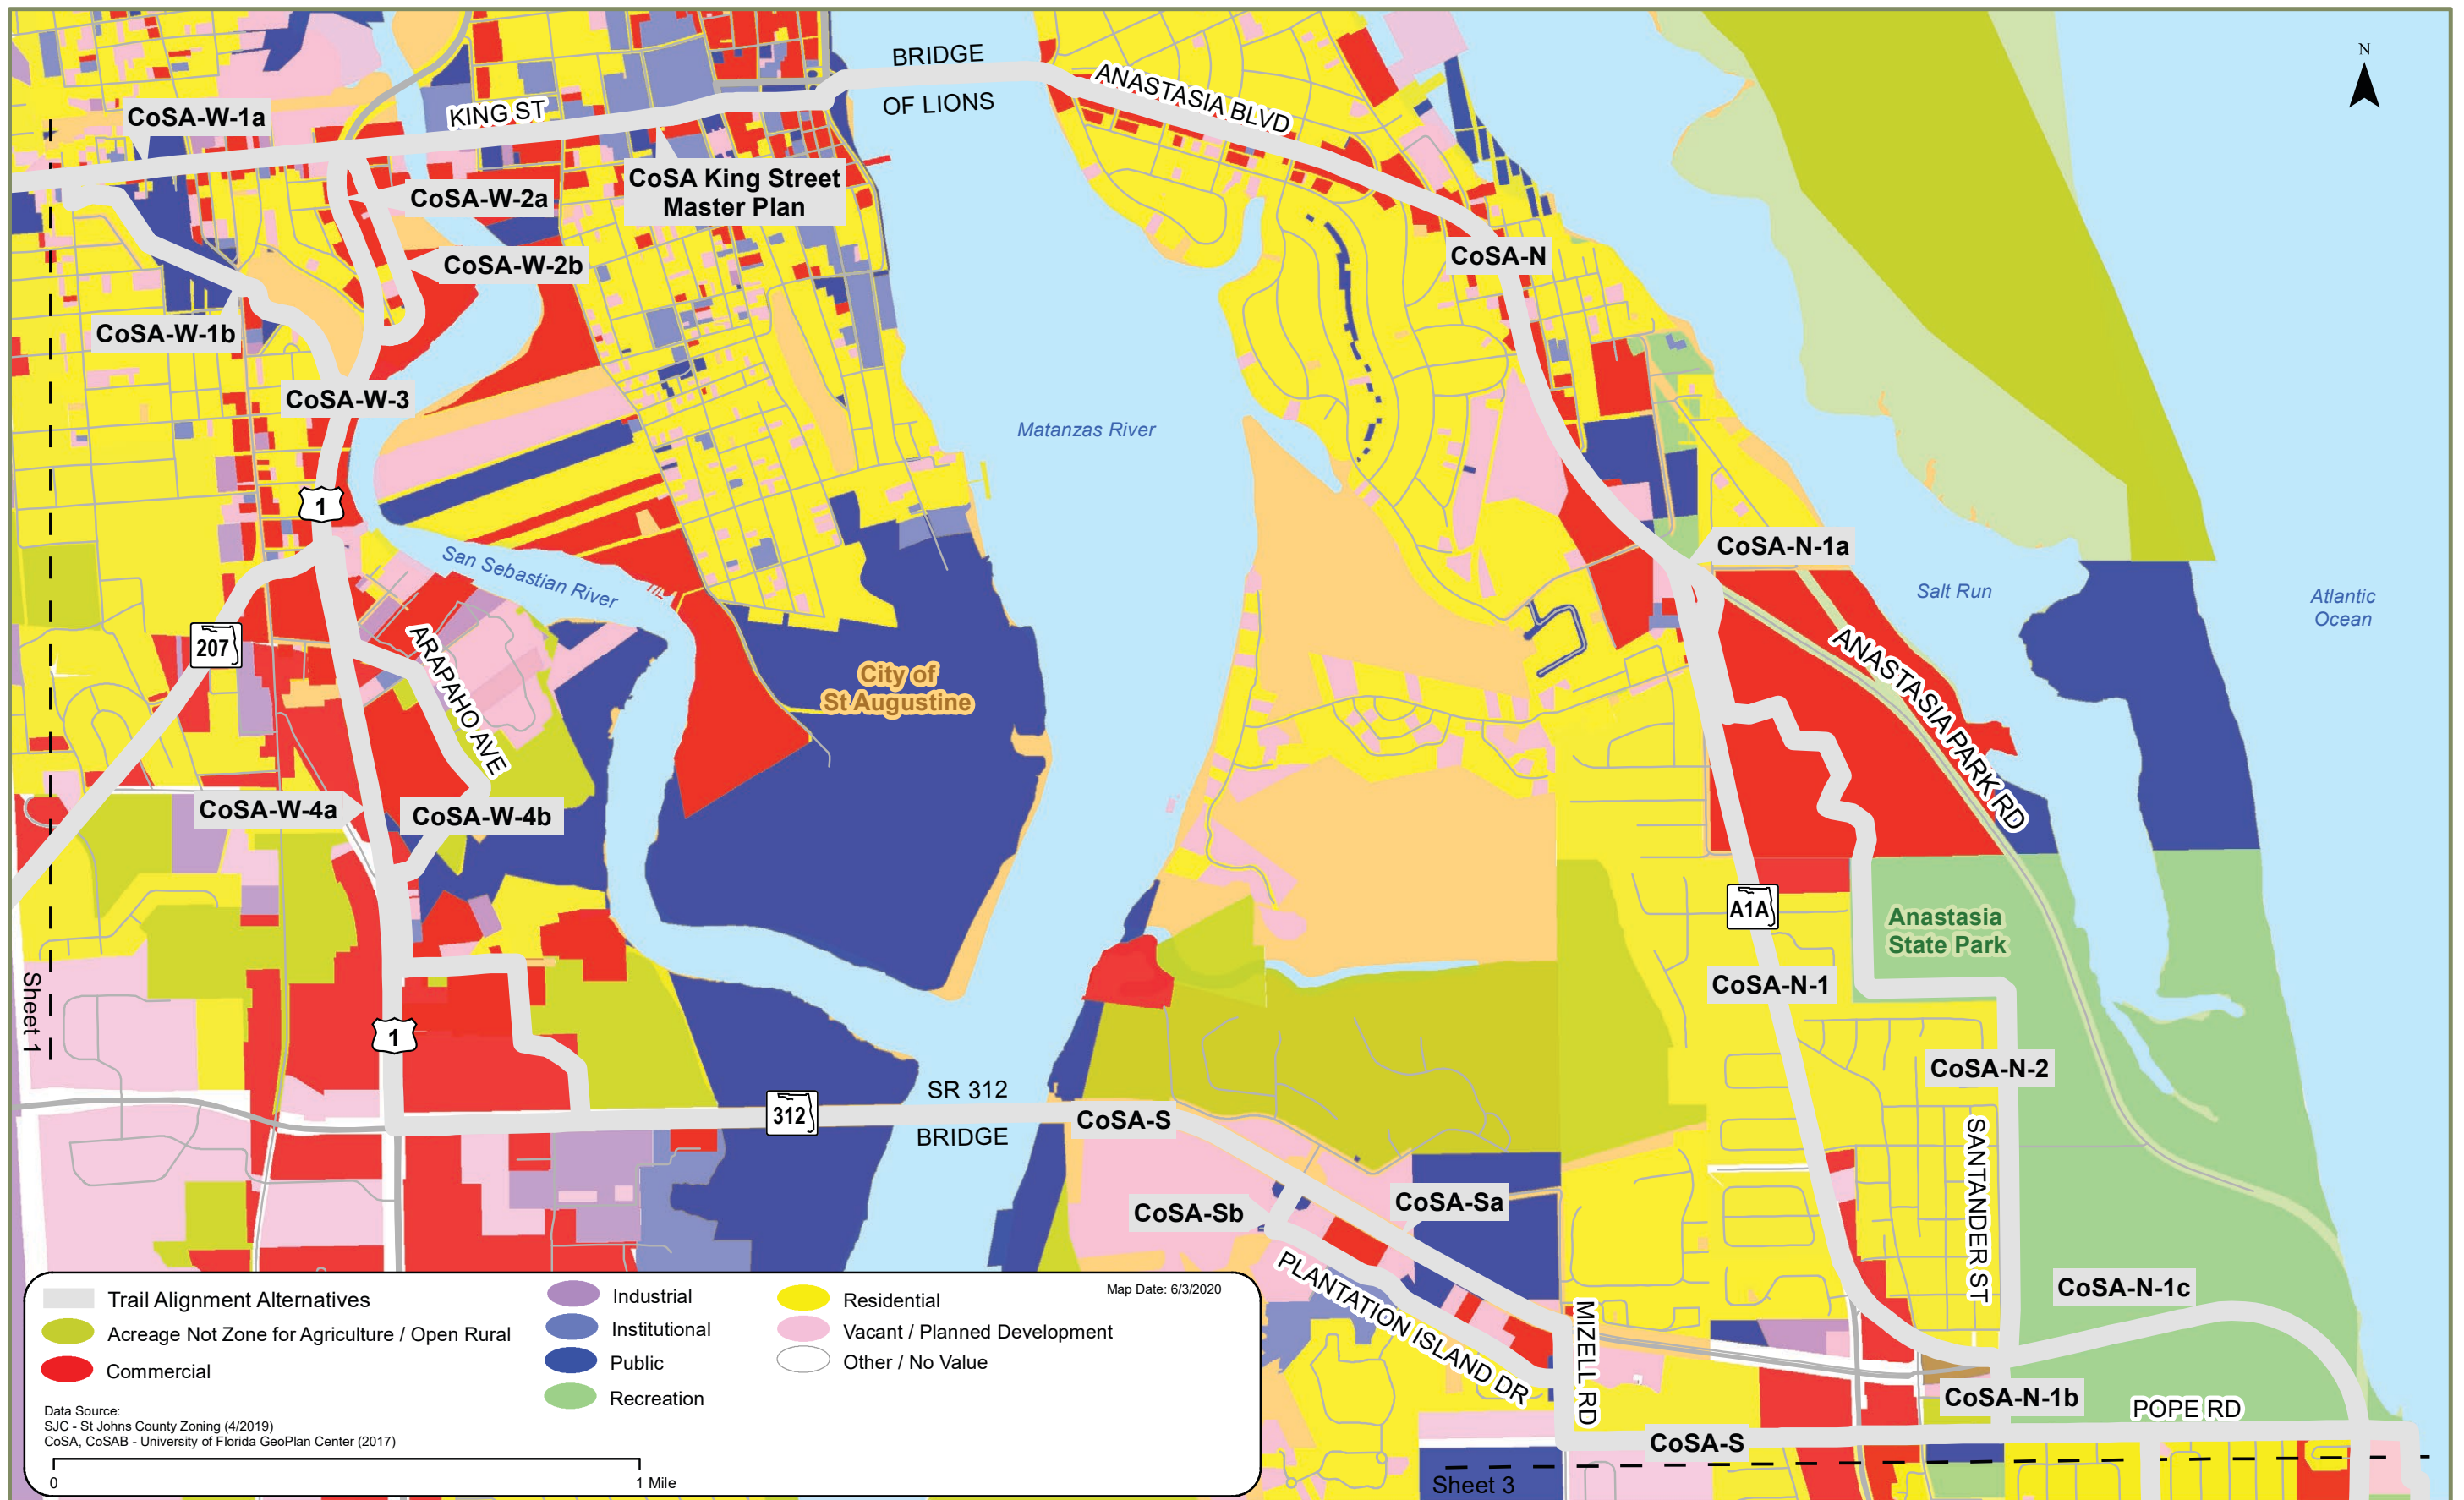 N
BRIDGE
OF LIONS
KING ST
ANASTASIA BLVD
CoSA-W-1a
CoSA-W-2a
CoSA King Street
Master Plan
CoSA-W-2b
CoSA-N
CoSA-W-1b
CoSA-W-3
Matanzas River
1
San Sebastian River
CoSA-N-1a
Salt Run
Atlantic
Ocean
207
ARAPAHO AVE
City of
St Augustine
ANASTASIA PARK RD
CoSA-W-4a
CoSA-W-4b
A1A
Anastasia
State Park
CoSA-N-1
Sheet 1
1
CoSA-N-2
SR 312
312
CoSA-S
BRIDGE
SANTANDER ST
CoSA-Sb
CoSA-Sa
PLANTATION ISLAND DR
MIZELL RD
CoSA-N-1c
CoSA-N-1b
POPE RD
CoSA-S
Sheet 3
Trail Alignment Alternatives
Acreage Not Zone for Agriculture / Open Rural
Commercial
Industrial
Institutional
Public
Recreation
Residential
Vacant / Planned Development
Other / No Value
Map Date: 6/3/2020
Data Source:
SJC - St Johns County Zoning (4/2019)
CoSA, CoSAB - University of Florida GeoPlan Center (2017)
0
1 Mile